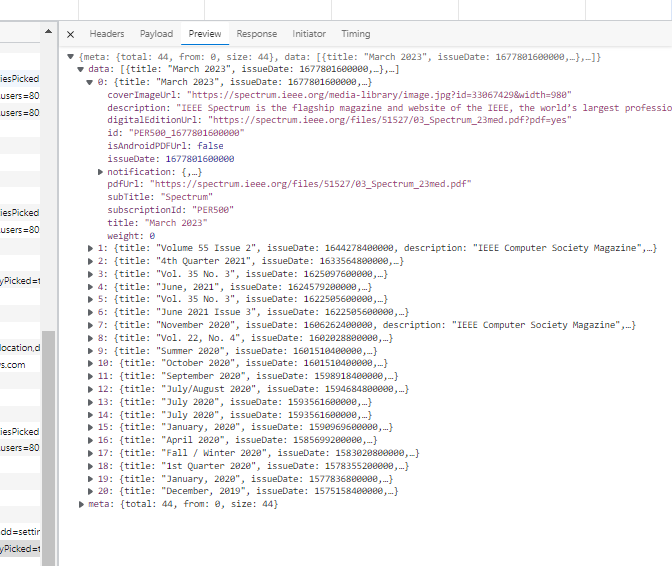 Headers Payload Preview Response Initiator Timing
{meta: {total: 44, from: 0, size: 44}, data: [{title: "March 2023", issueDate: 1677801600000,…},…]}
data: [{title: "March 2023", issueDate: 1677801600000,…},…]
0: {title: "March 2023", issueDate: 1677801600000,…}
coverImageUrl: "https://spectrum.ieee.org/media-library/image.jpg?id=33067429&width=980"
description: "IEEE Spectrum is the flagship magazine and website of the IEEE, the world's largest professio
digitalEditionUrl: "https://spectrum.ieee.org/files/51527/03_Spectrum_23med.pdf?pdf=yes"
id: "PER500_1677801600000"
isAndroidPDFUrl: false
issueDate: 1677801600000
notification: {,…}
pdfUrl: "https://spectrum.ieee.org/files/51527/03_Spectrum_23med.pdf"
subTitle: "Spectrum"
subscriptionId: "PER500"
title: "March 2023"
weight: 0
1: {title: "Volume 55 Issue 2", issueDate: 1644278400000, description: "IEEE Computer Society Magazine",…}
2: {title: "4th Quarter 2021", issueDate: 1633564800000,…}
3: {title: "Vol. 35 No. 3", issueDate: 1625097600000,…}
4: {title: "June, 2021", issueDate: 1624579200000,…}
5: {title: "Vol. 35 No. 3", issueDate: 1622505600000,…}
6: {title: "June 2021 Issue 3", issueDate: 1622505600000,…}
7: {title: "November 2020", issueDate: 1606262400000, description: "IEEE Computer Society Magazine",…}
8: {title: "Vol. 22, No. 4", issueDate: 1602028800000,…}
9: {title: "Summer 2020", issueDate: 1601510400000,…}
10: {title: "October 2020", issueDate: 1601510400000,…}
11: {title: "September 2020", issueDate: 1598918400000,…}
12: {title: "July/August 2020", issueDate: 1594684800000,…}
13: {title: "July 2020", issueDate: 1593561600000,…}
14: {title: "July 2020", issueDate: 1593561600000,…}
15: {title: "January, 2020", issueDate: 1590969600000,…}
16: {title: "April 2020", issueDate: 1585699200000,…}
17: {title: "Fall / Winter 2020", issueDate: 1583020800000,…}
18: {title: "1st Quarter 2020", issueDate: 1578355200000,…}
19: {title: "January, 2020", issueDate: 1577836800000,…}
20: {title: "December, 2019", issueDate: 1575158400000,…}
meta: {total: 44, from: 0, size: 44}
iesPicked
users=80
users=80
iesPicked
users=80
yPicked=t
location,d
vs.com
iesPicked
users=80
dd=settin
yPicked=t